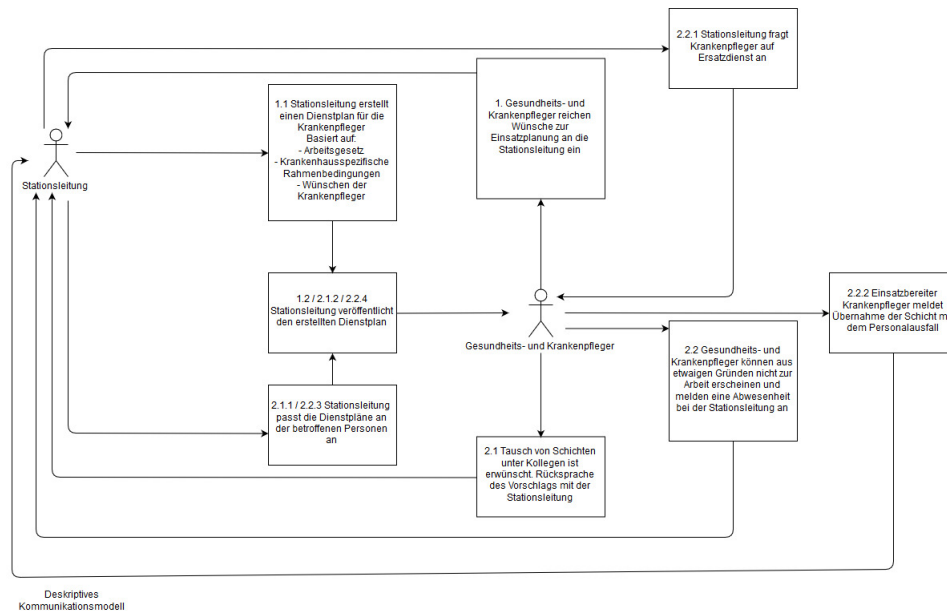 2.2.1 Stationsleitung fragt
Krankenpfleger auf
Ersatzdienst an
1.1 Stationsleitung erstellt
einen Dienstplan für die
Krankenpfleger
Basiert auf:
- Arbeitsgesetz
- Krankenhausspezifische
Rahmenbedingungen
- Wünschen der
Krankenpfleger
1. Gesundheits- und
Krankenpfleger reichen
Wünsche zur
Einsatzplanung an die
Stationsleitung ein
Stationsleitung
1.2 / 2.1.2 / 2.2.4
Stationsleitung veröffentlicht
den erstellten Dienstplan
Gesundheits- und Krankenpfleger
2.2.2 Einsatzbereiter
Krankenpfleger meldet
Übernahme der Schicht mit
dem Personalausfall
2.2 Gesundheits- und
Krankenpfleger können aus
etwaigen Gründen nicht zur
Arbeit erscheinen und
melden eine Abwesenheit
bei der Stationsleitung an
2.1.1 / 2.2.3 Stationsleitung
passt die Dienstpläne an
der betroffenen Personen
an
2.1 Tausch von Schichten
unter Kollegen ist
erwünscht. Rücksprache
des Vorschlags mit der
Stationsleitung
Deskriptives
Kommunikationsmodell